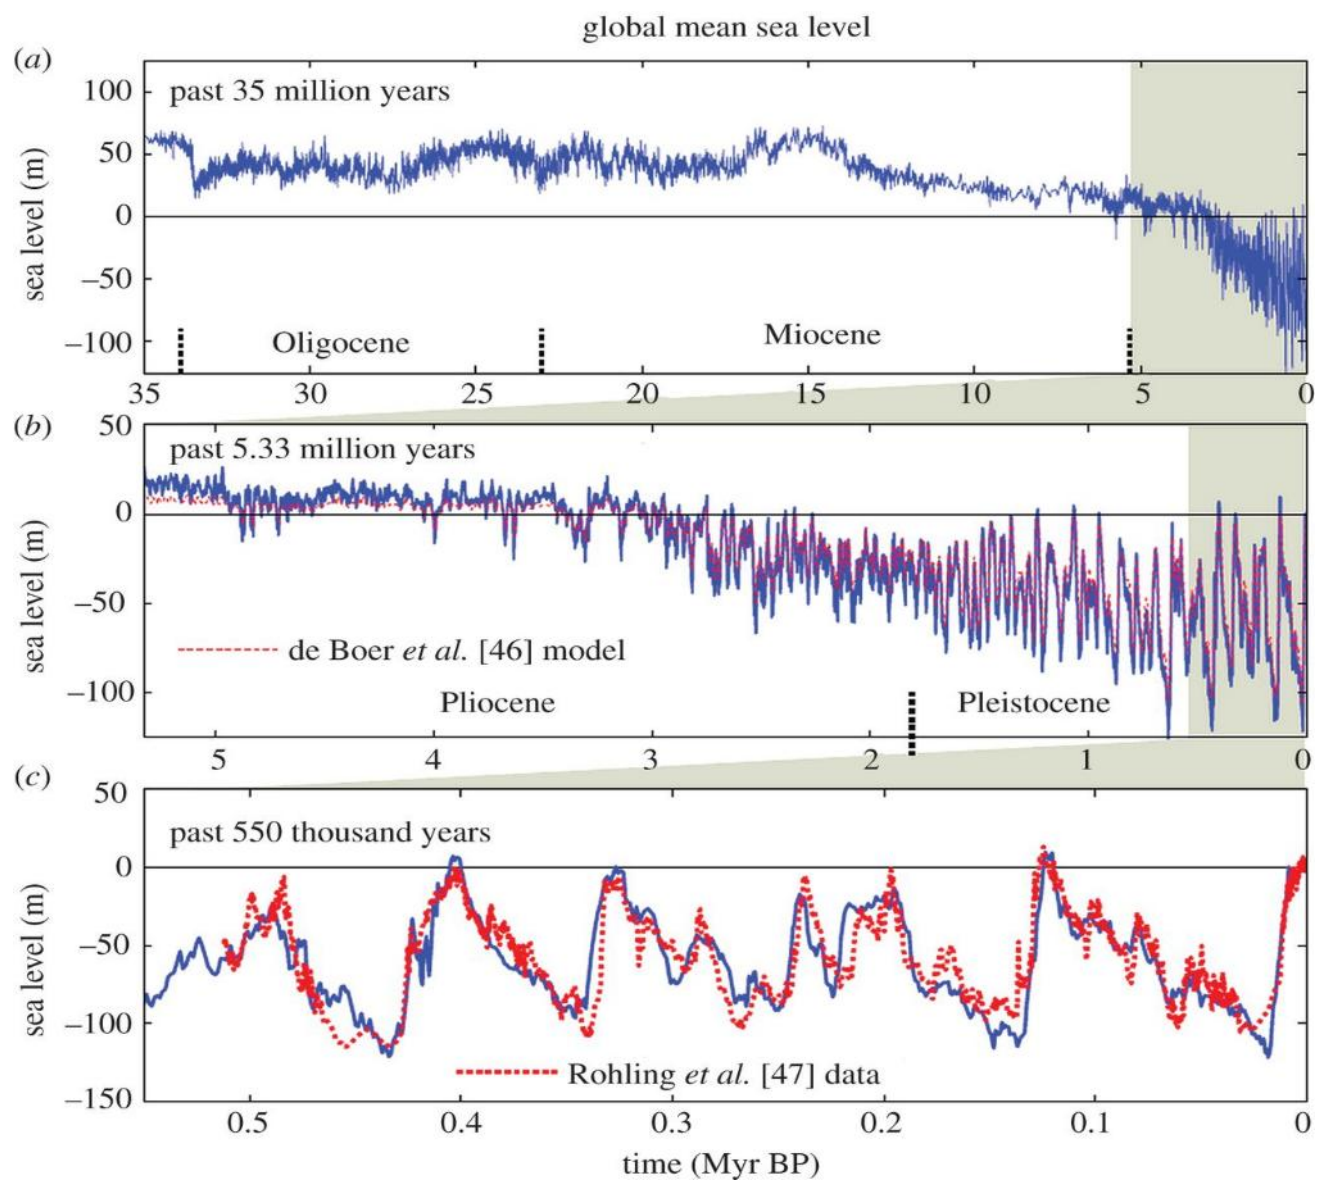 global mean sea level
(a)
past 35 million years
sea level (m)
100
50
0
–50
–100
Oligocene
Miocene
35 30 25 20 15 10 5 0
(b)
past 5.33 million years
sea level (m)
50
0
–50
–100
de Boer et al. [46] model
Pliocene
Pleistocene
5 4 3 2 1 0
(c)
past 550 thousand years
sea level (m)
50
0
–50
–100
–150
Rohling et al. [47] data
0.5 0.4 0.3 0.2 0.1 0
time (Myr BP)